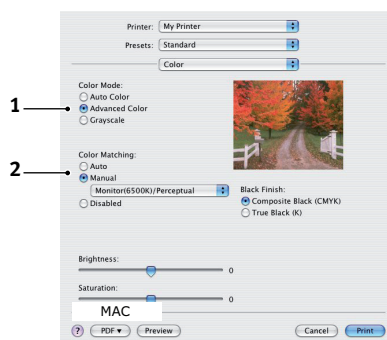 Printer: My Printer
Presets: Standard
Color
Color Mode:
Auto Color
1
Advanced Color
Grayscale
Color Matching:
Auto
2
Manual
Monitor(6500K)/Perceptual
Disabled
Black Finish:
Composite Black (CMYK)
True Black (K)
Brightness:
0
Saturation:
0
MAC
? PDF ▼ Preview Cancel Print